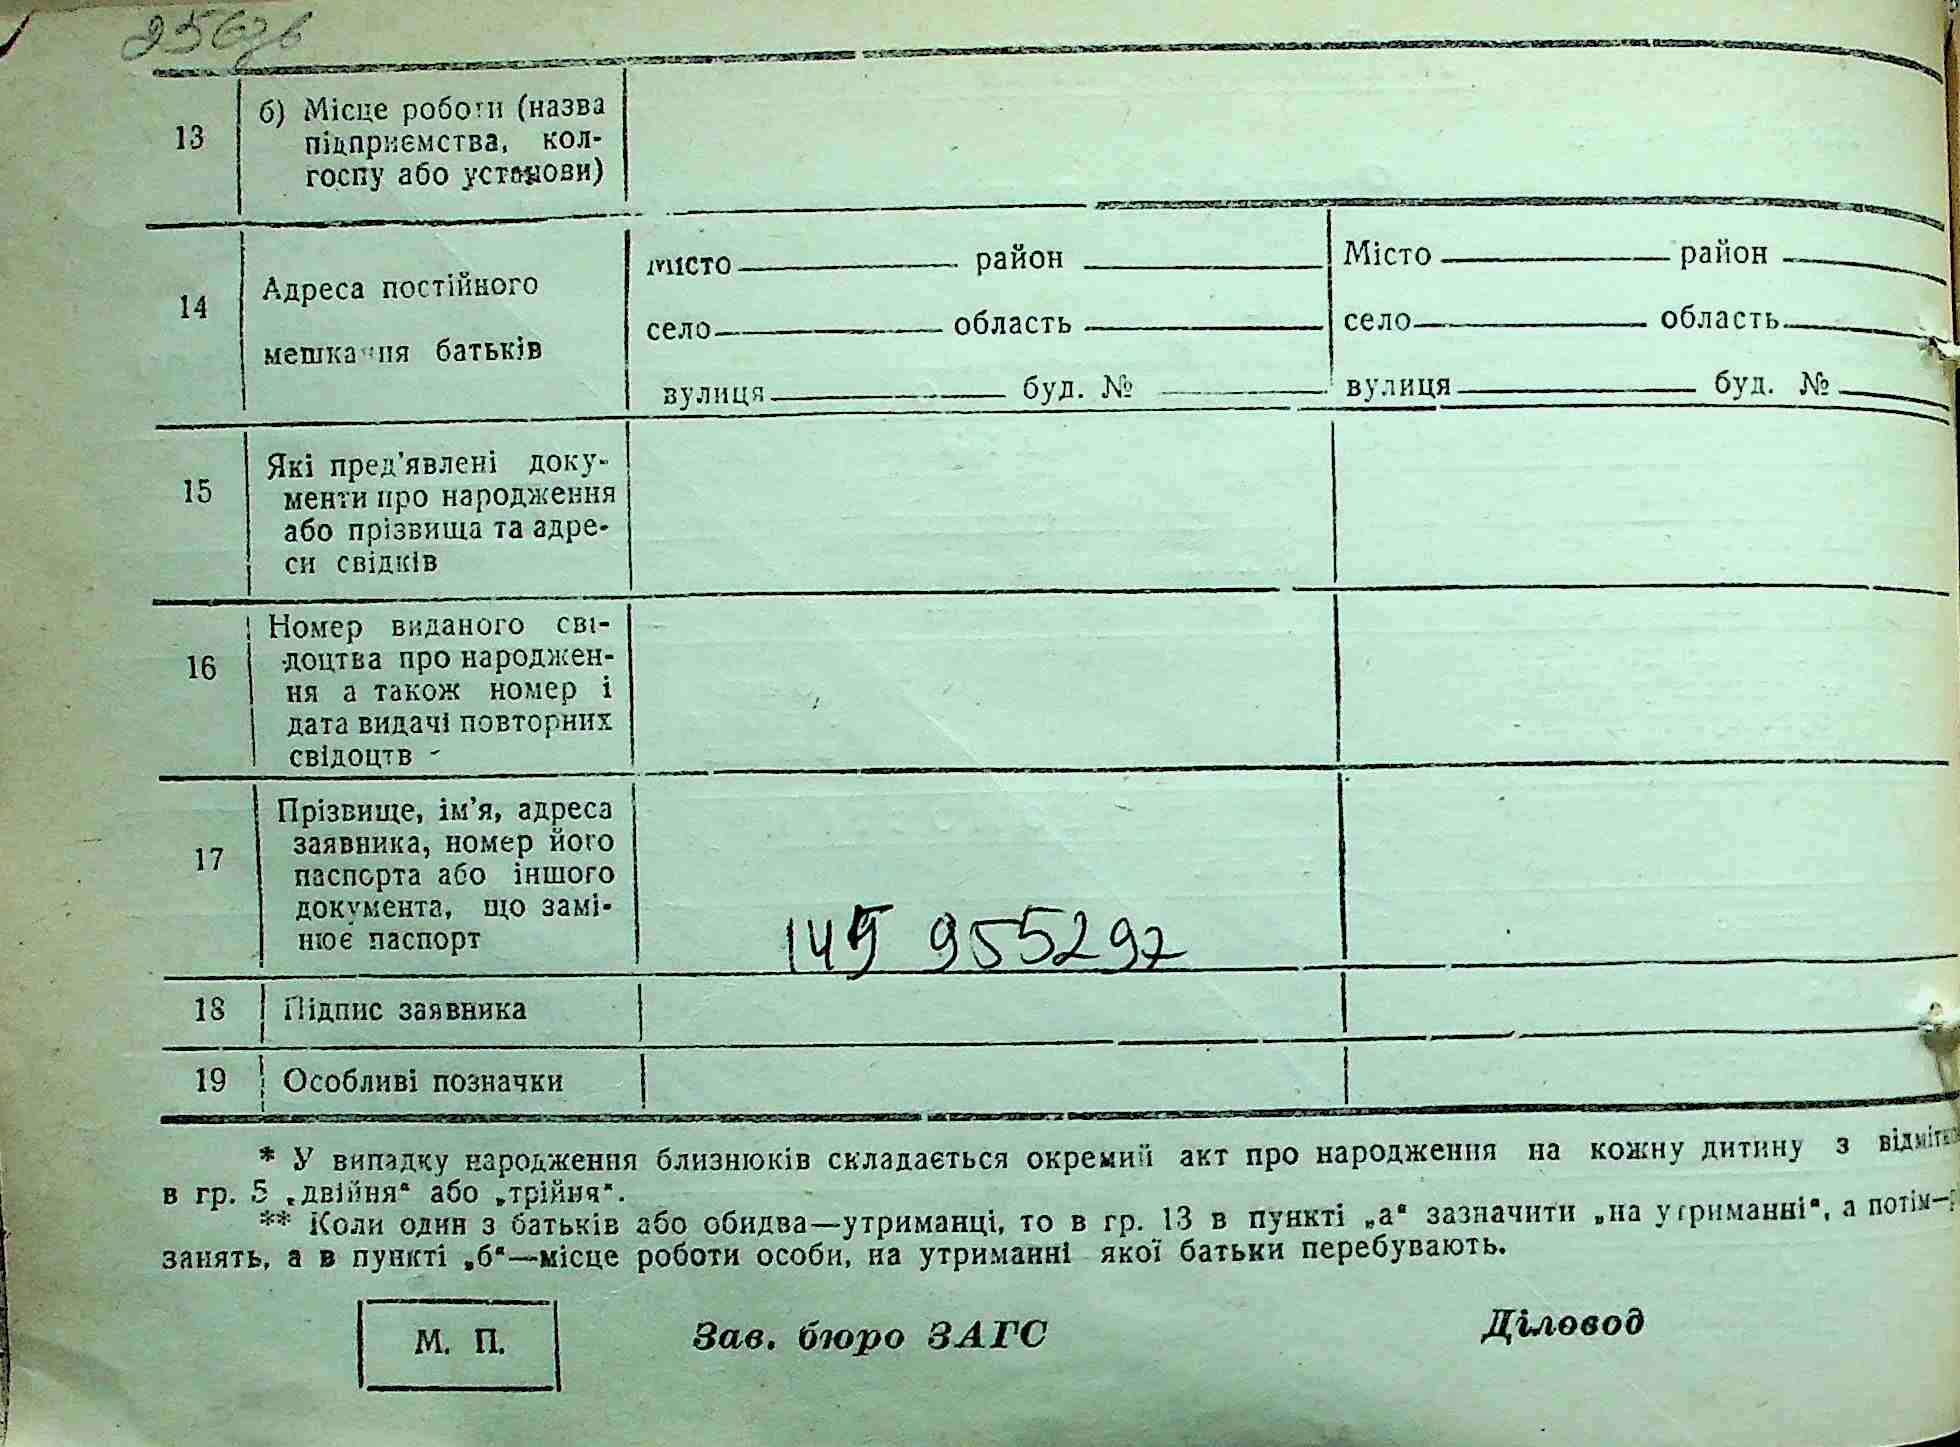 256зв
13 б) Місце роботи (назва
підприємства, кол-
госпу або установи)
14 Адреса постійного
мешкання батьків
місто район Місто район
село область село область
вулиця буд. № вулиця буд. №
15 Які пред’явлені доку-
менти про народження
або прізвища та адре-
си свідків
16 Номер виданого сві-
доцтва про народжен-
ня а також номер і
дата видачі повторних
свідоцтв -
17 Прізвище, ім’я, адреса
заявника, номер його
паспорта або іншого
документа, що замі-
нює паспорт
955297
18 Підпис заявника
19 Особливі позначки
* У випадку народження близнюків складається окремий акт про народження на кожну дитину з
в гр. 5 „двійня“ або „трійня“.
** Коли один з батьків або обидва—утриманці, то в гр. 13 в пункті „а“ зазначити „на утриманні“, а потім—
занять, а в пункті „б“—місце роботи особи, на утриманні якої батьки перебувають.
М. П. Зав. бюро ЗАГС Діловод